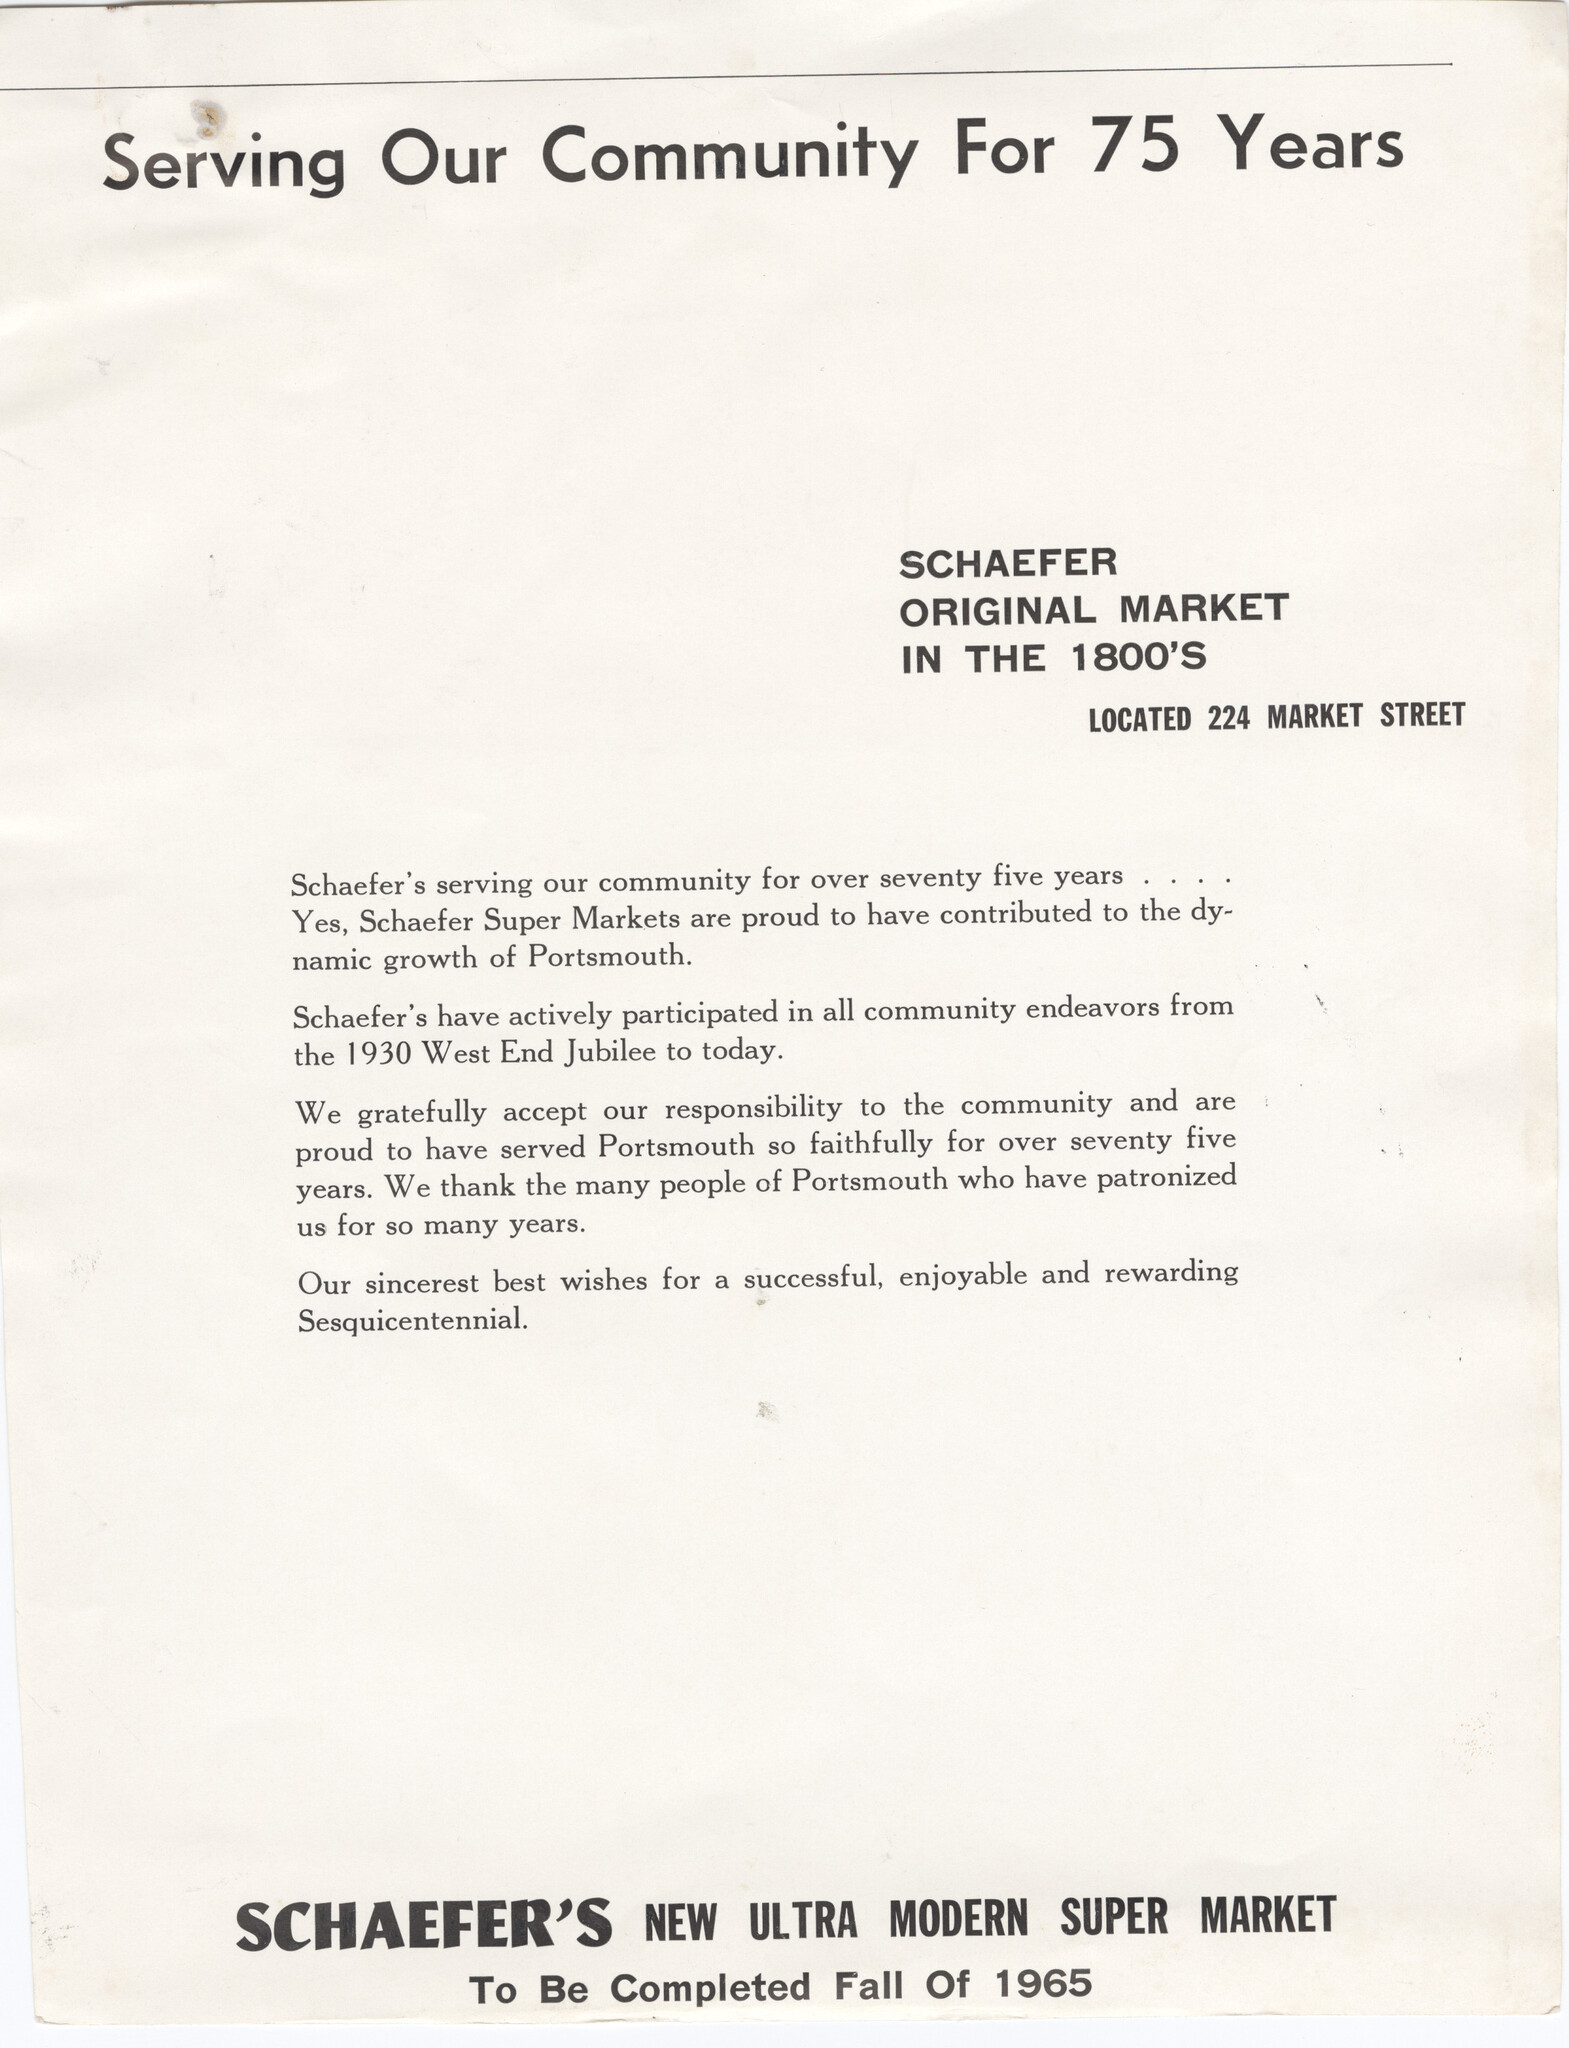 Serving Our Community For 75 Years
SCHAEFER
ORIGINAL MARKET
IN THE 1800'S
LOCATED 224 MARKET STREET
Schaefer's serving our community for over seventy five years . . . .
Yes, Schaefer Super Markets are proud to have contributed to the dy-
namic growth of Portsmouth.
Schaefer's have actively participated in all community endeavors from
the 1930 West End Jubilee to today.
We gratefully accept our responsibility to the community and are
proud to have served Portsmouth so faithfully for over seventy five
years. We thank the many people of Portsmouth who have patronized
us for so many years.
Our sincerest best wishes for a successful, enjoyable and rewarding
Sesquicentennial.
SCHAEFER'S NEW ULTRA MODERN SUPER MARKET
To Be Completed Fall Of 1965